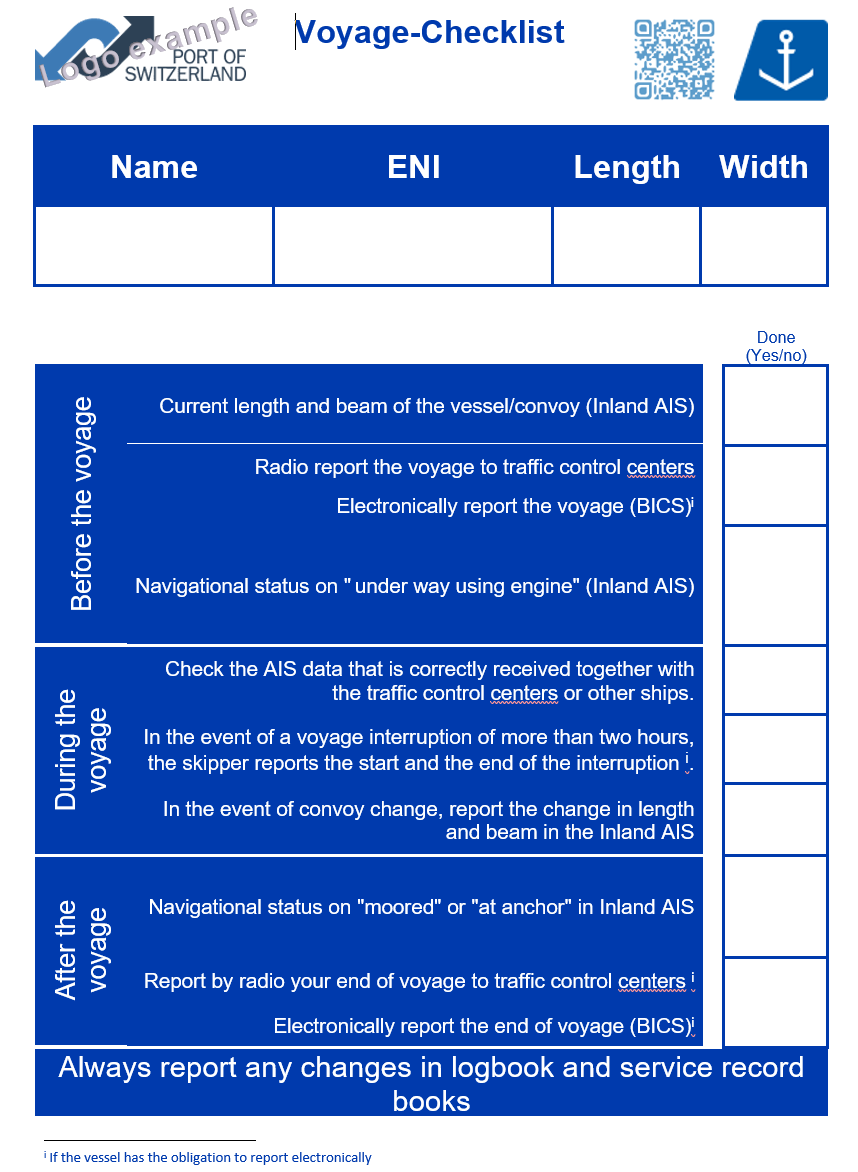 Logo example
PORT OF
SWITZERLAND
Voyage-Checklist
Name ENI Length Width
Done
(Yes/no)
Before the voyage
Current length and beam of the vessel/convoy (Inland AIS)
Radio report the voyage to traffic control centers
Electronically report the voyage (BICS)ⁱ
Navigational status on " under way using engine" (Inland AIS)
During the
voyage
Check the AIS data that is correctly received together with
the traffic control centers or other ships.
In the event of a voyage interruption of more than two hours,
the skipper reports the start and the end of the interruption ⁱ.
In the event of convoy change, report the change in length
and beam in the Inland AIS
After the
voyage
Navigational status on "moored" or "at anchor" in Inland AIS
Report by radio your end of voyage to traffic control centers ⁱ
Electronically report the end of voyage (BICS)ⁱ
Always report any changes in logbook and service record
books
ⁱ If the vessel has the obligation to report electronically